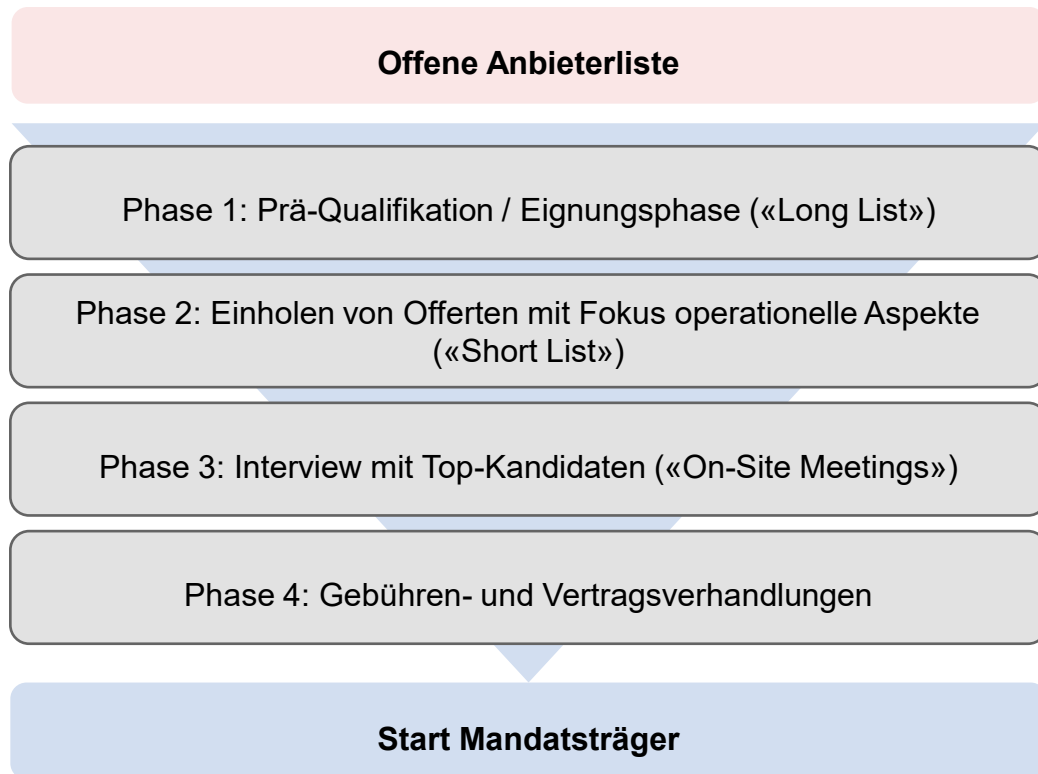 Offene Anbieterliste
Phase 1: Prä-Qualifikation / Eignungsphase («Long List»)
Phase 2: Einholen von Offerten mit Fokus operationelle Aspekte
(«Short List»)
Phase 3: Interview mit Top-Kandidaten («On-Site Meetings»)
Phase 4: Gebühren- und Vertragsverhandlungen
Start Mandatsträger